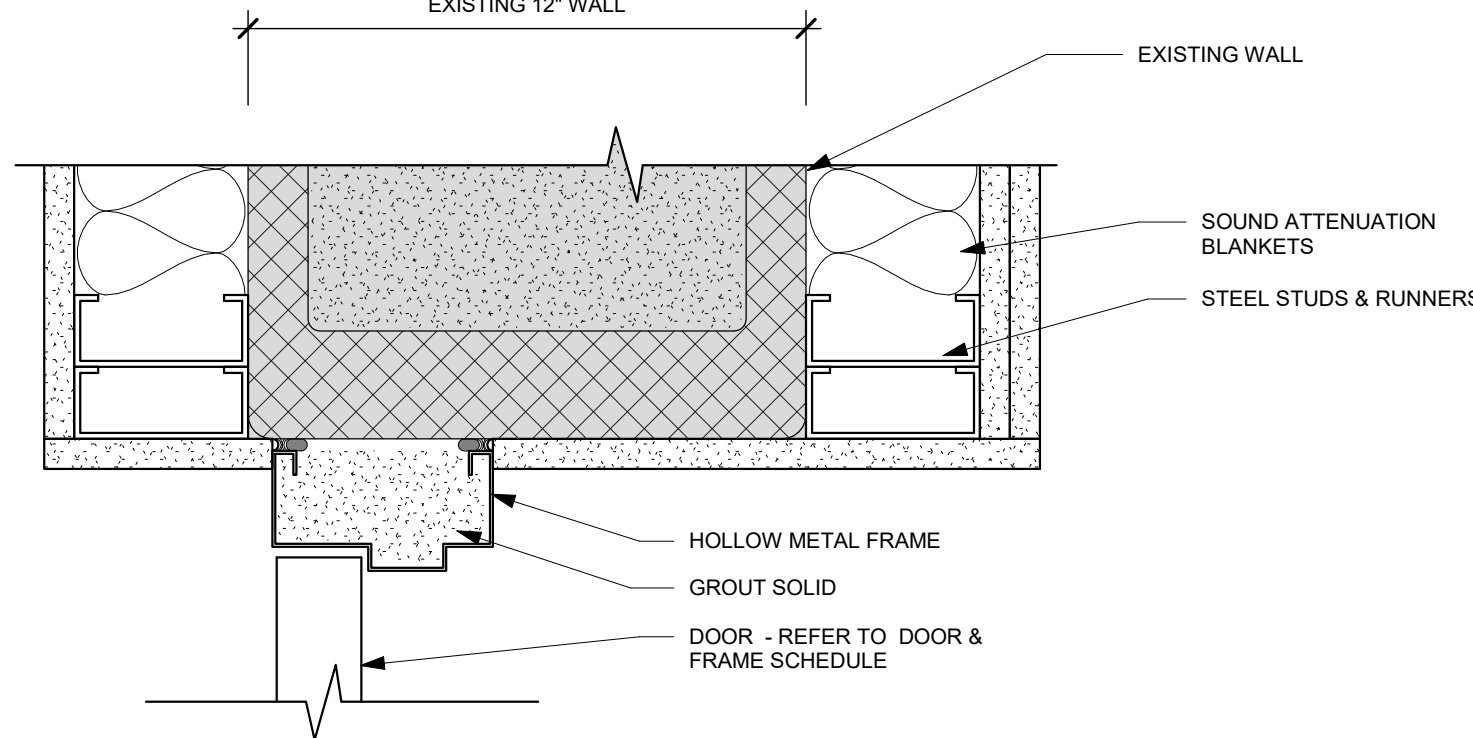 EXISTING 12" WALL
EXISTING WALL
SOUND ATTENUATION
BLANKETS
STEEL STUDS & RUNNERS
HOLLOW METAL FRAME
GROUT SOLID
DOOR - REFER TO DOOR &
FRAME SCHEDULE